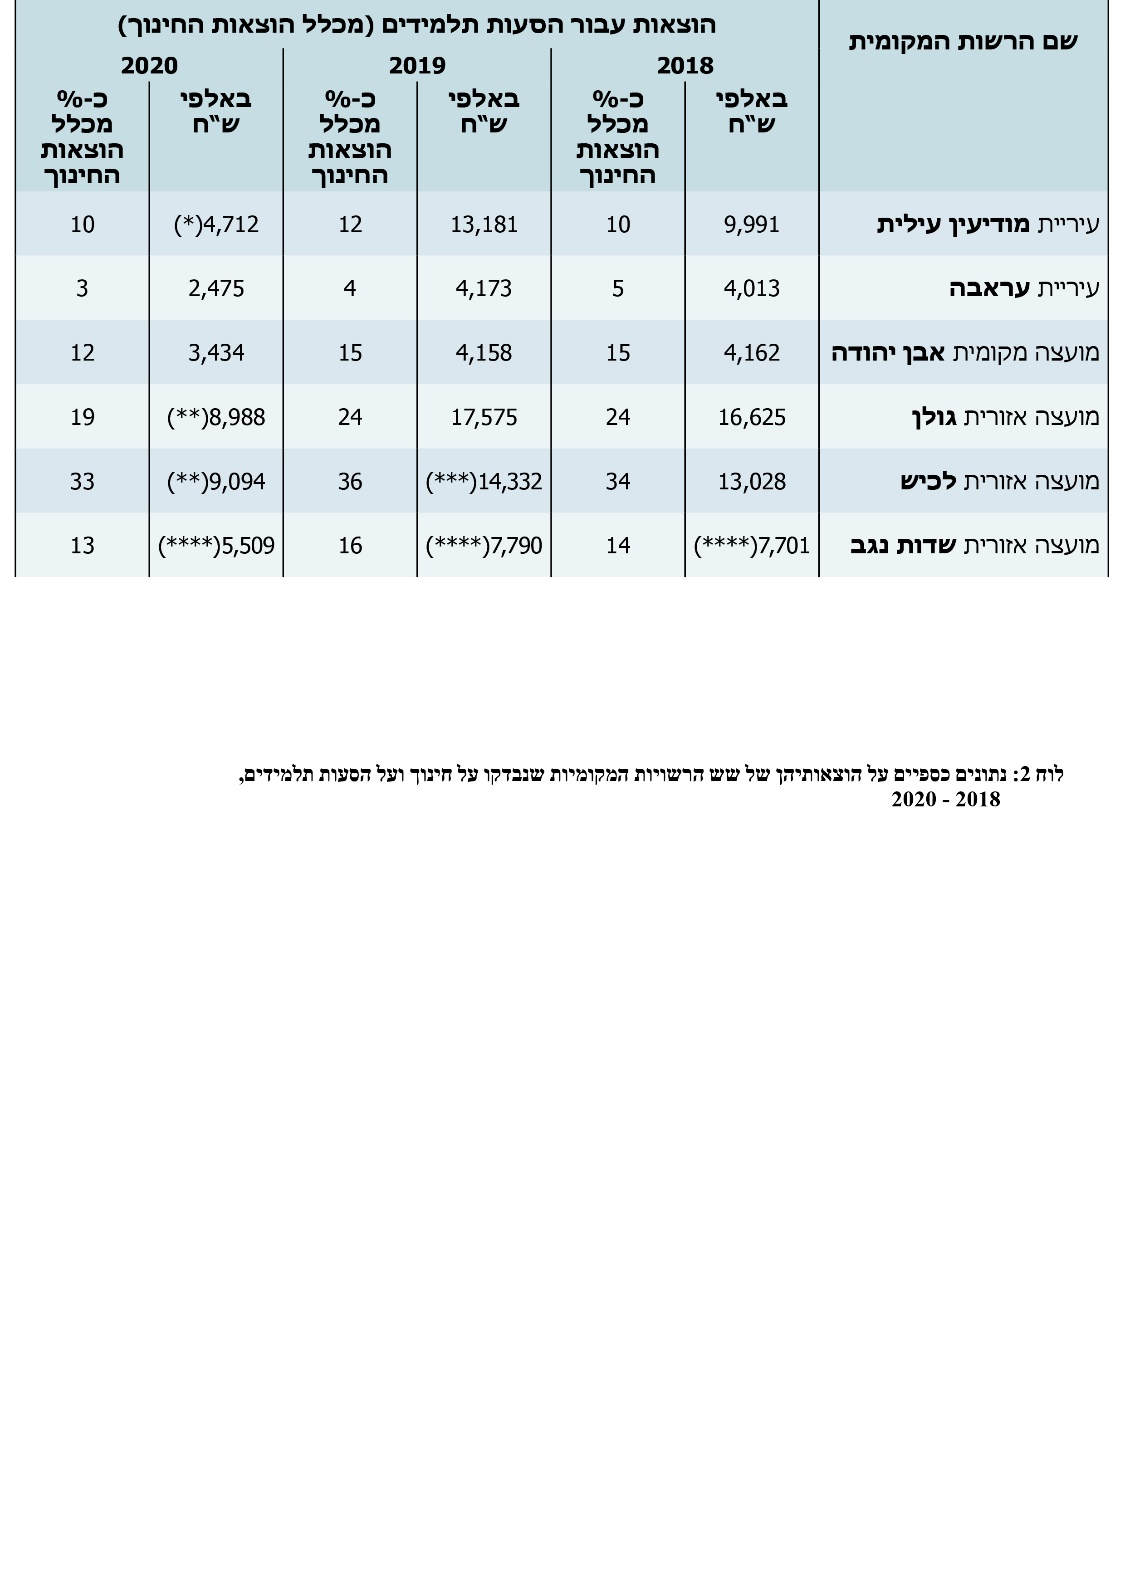 שם הרשות המקומית
הוצאות עבור הסעות תלמידים (מכלל הוצאות החינוך)
2018 2019 2020
באלפי ש"ח כ-% מכלל הוצאות החינוך באלפי ש"ח כ-% מכלל הוצאות החינוך באלפי ש"ח כ-% מכלל הוצאות החינוך
עיריית מודיעין עילית 9,991 10 13,181 12 4,712(*) 10
עיריית עראבה 4,013 5 4,173 4 2,475 3
מועצה מקומית אבן יהודה 4,162 15 4,158 15 3,434 12
מועצה אזורית גולן 16,625 24 17,575 24 8,988(**) 19
מועצה אזורית לכיש 13,028 34 14,332(***) 36 9,094(**) 33
מועצה אזורית שדות נגב 7,701(****) 14 7,790(****) 16 5,509(****) 13
לוח 2: נתונים כספיים על הוצאותיהן של שש הרשויות המקומיות שנבדקו על חינוך ועל הסעות תלמידים,
2018 - 2020